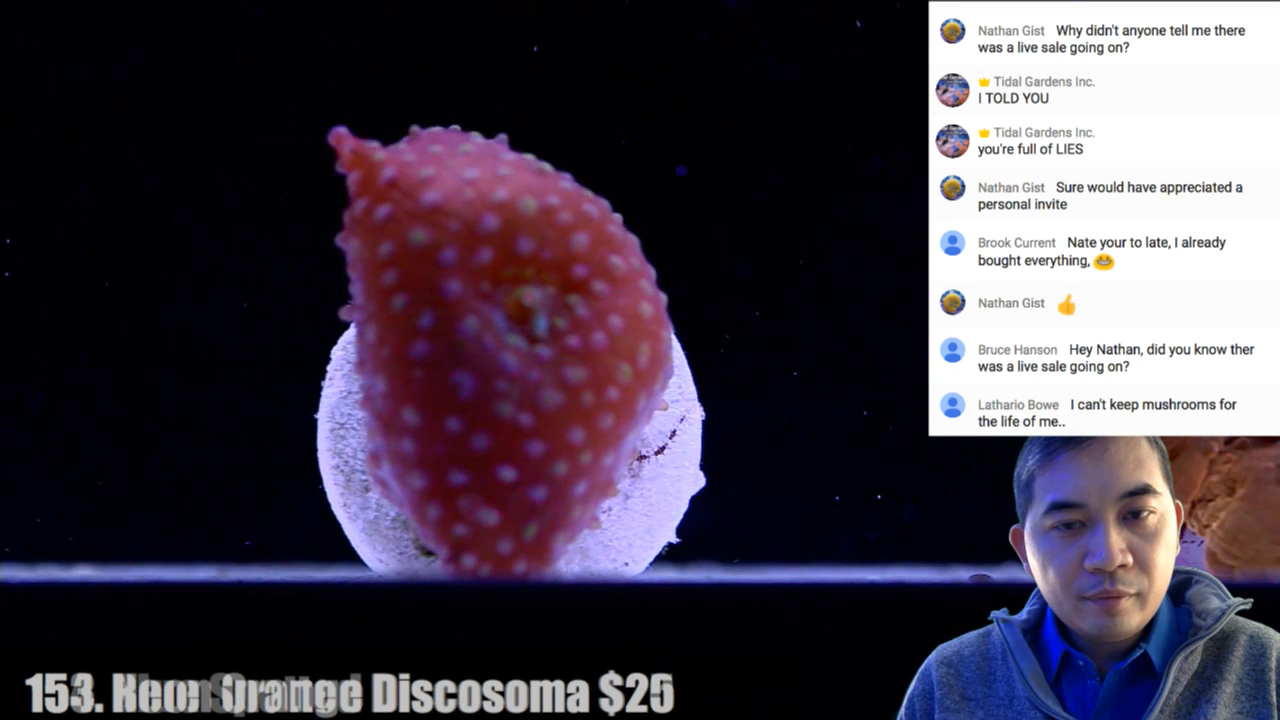 Nathan Gist Why didn't anyone tell me there
was a live sale going on?
Tidal Gardens Inc.
I TOLD YOU
Tidal Gardens Inc.
you're full of LIES
Nathan Gist Sure would have appreciated a
personal invite
Brook Current Nate your to late, I already
bought everything,
Nathan Gist
Bruce Hanson Hey Nathan, did you know ther
was a live sale going on?
Lathario Bowe I can't keep mushrooms for
the life of me..
153. Discosoma $25